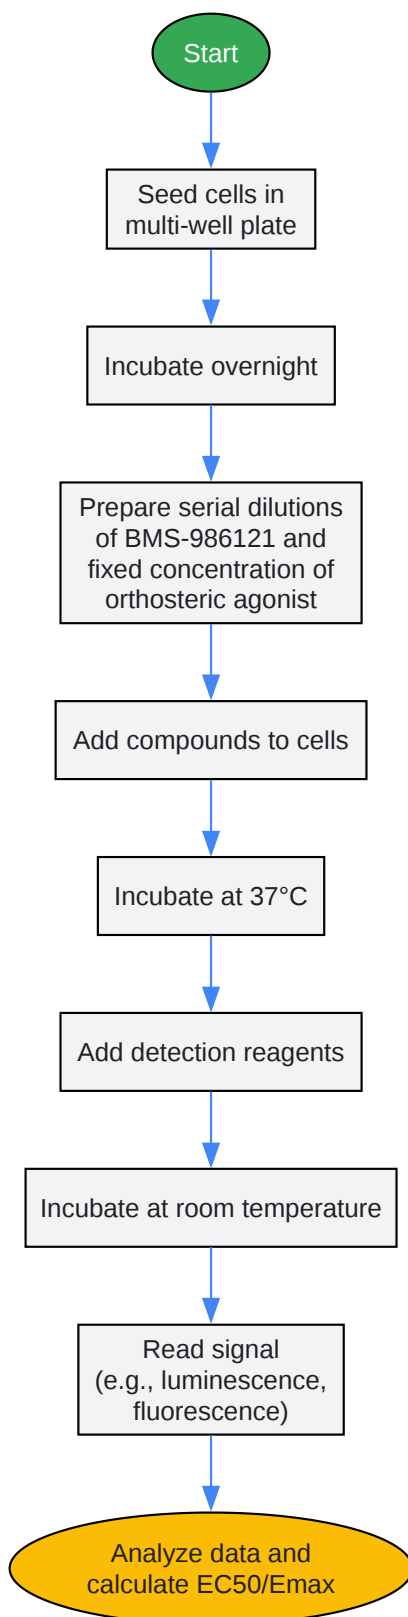 Start
Seed cells in
multi-well plate
Incubate overnight
Prepare serial dilutions
of BMS-986121 and
fixed concentration of
orthosteric agonist
Add compounds to cells
Incubate at 37°C
Add detection reagents
Incubate at room temperature
Read signal
(e.g., luminescence,
fluorescence)
Analyze data and
calculate EC50/Emax